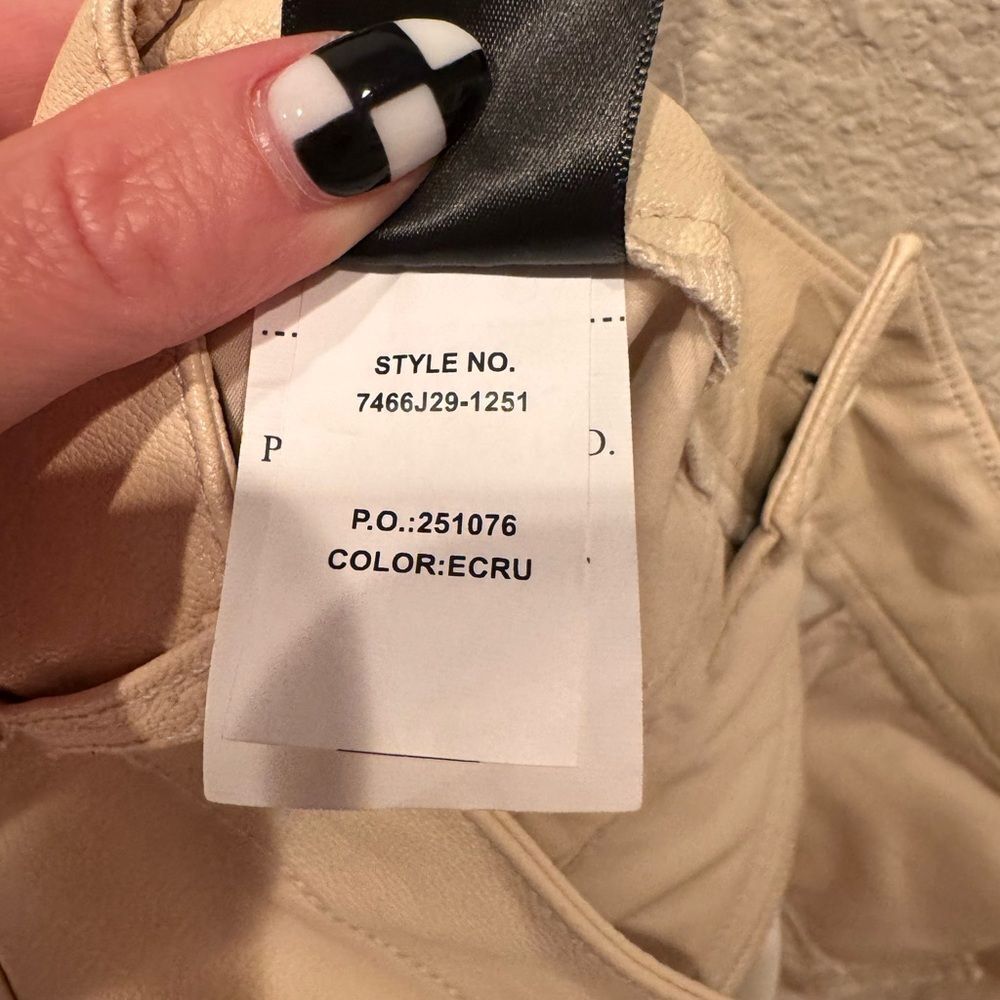 STYLE NO.
7466J29-1251
P
D.
P.O.:251076
COLOR:ECRU